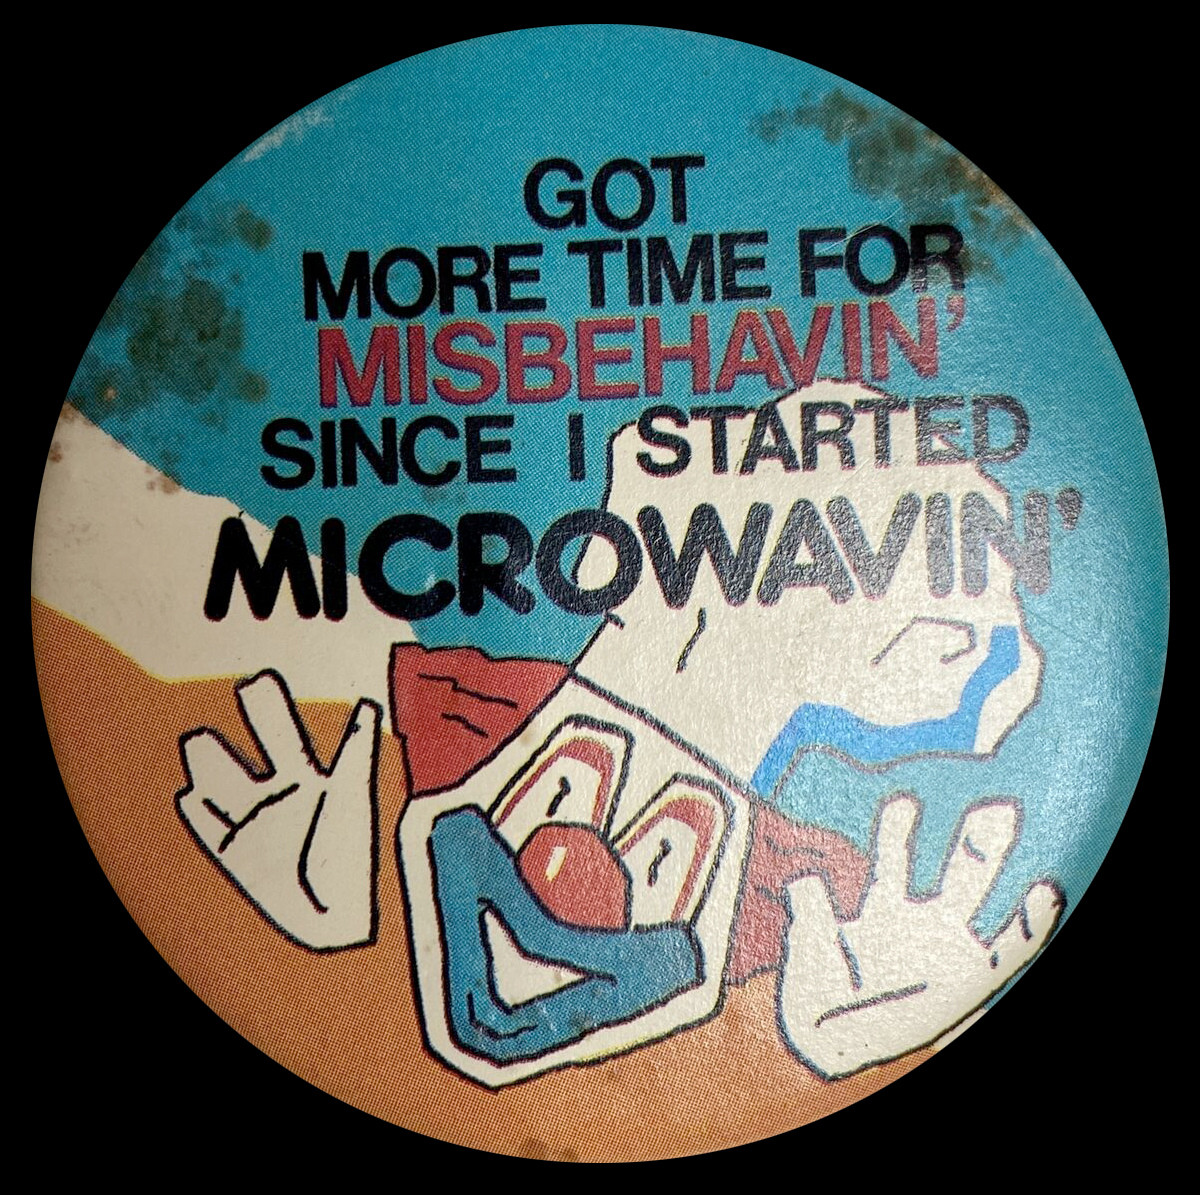 GOT
MORE TIME FOR
MISBEHAVIN'
SINCE I STARTED
MICROWAVIN'